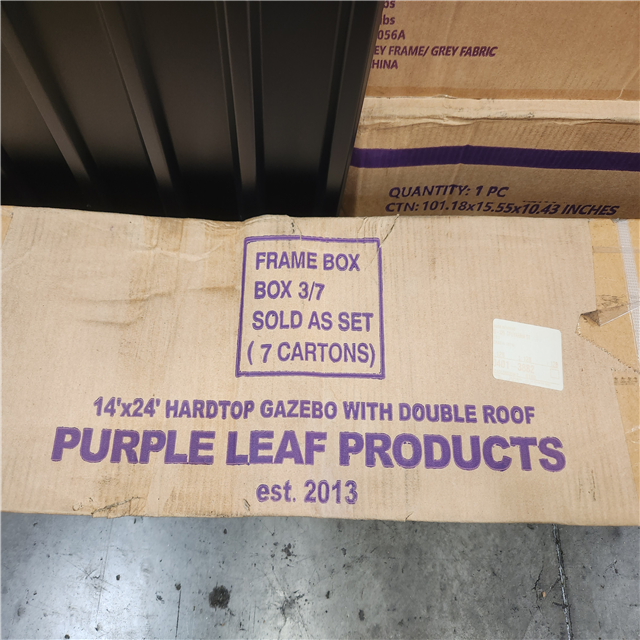 056A
EY FRAME/ GREY FABRIC
HINA
QUANTITY: 1 PC
CTN: 101.18x15.55x10.43 INCHES
FRAME BOX
BOX 3/7
SOLD AS SET
( 7 CARTONS)
14'x24' HARDTOP GAZEBO WITH DOUBLE ROOF
PURPLE LEAF PRODUCTS
est. 2013